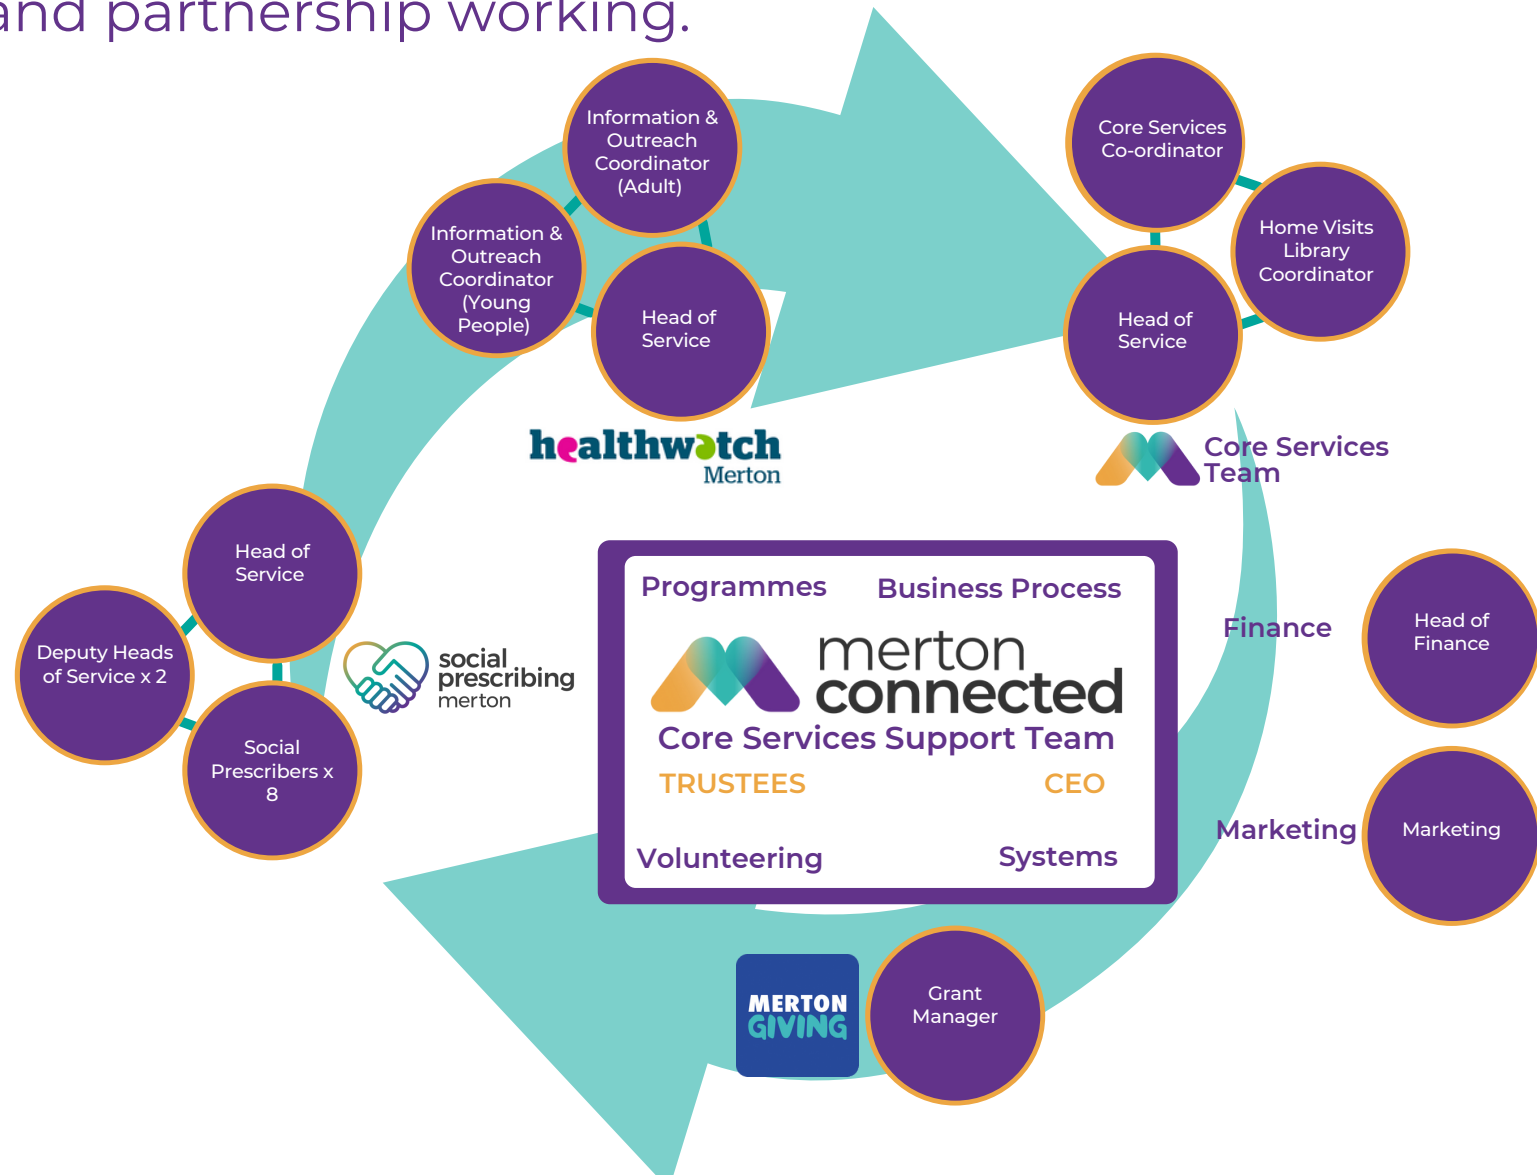 and partnership working.
Information &
Outreach
Coordinator
(Adult)
Information &
Outreach
Coordinator
(Young
People)
Head of
Service
healthwatch
Merton
Core Services
Co-ordinator
Home Visits
Library
Coordinator
Head of
Service
Core Services
Team
Head of
Service
Deputy Heads
of Service x 2
Social
Prescribers x
8
social
prescribing
merton
Programmes
Business Process
merton
connected
Core Services Support Team
TRUSTEES
CEO
Volunteering
Systems
Finance
Head of
Finance
Marketing
Marketing
MERTON
GIVING
Grant
Manager